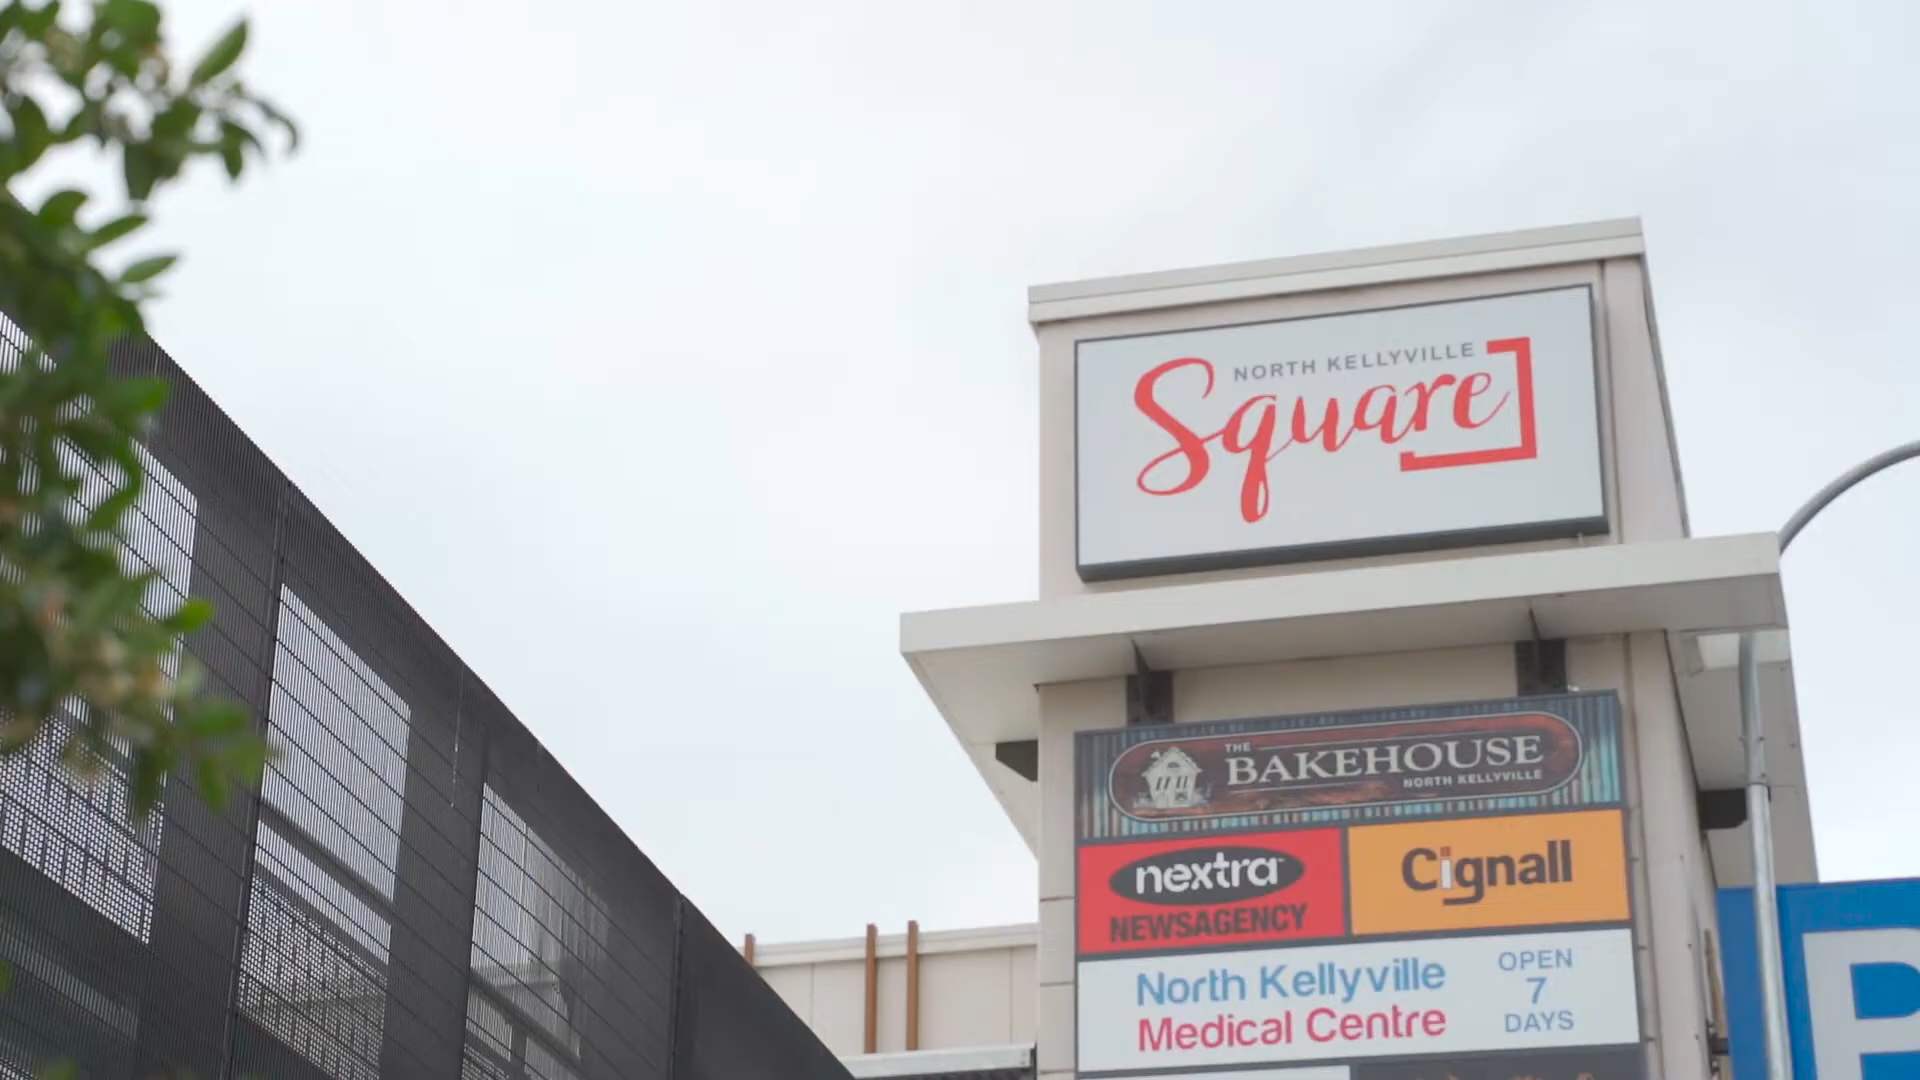 NORTH KELLYVILLE
Square
THE
BAKEHOUSE
NORTH KELLYVILLE
nextra
NEWSAGENCY
Cignall
North Kellyville
Medical Centre
OPEN
7
DAYS